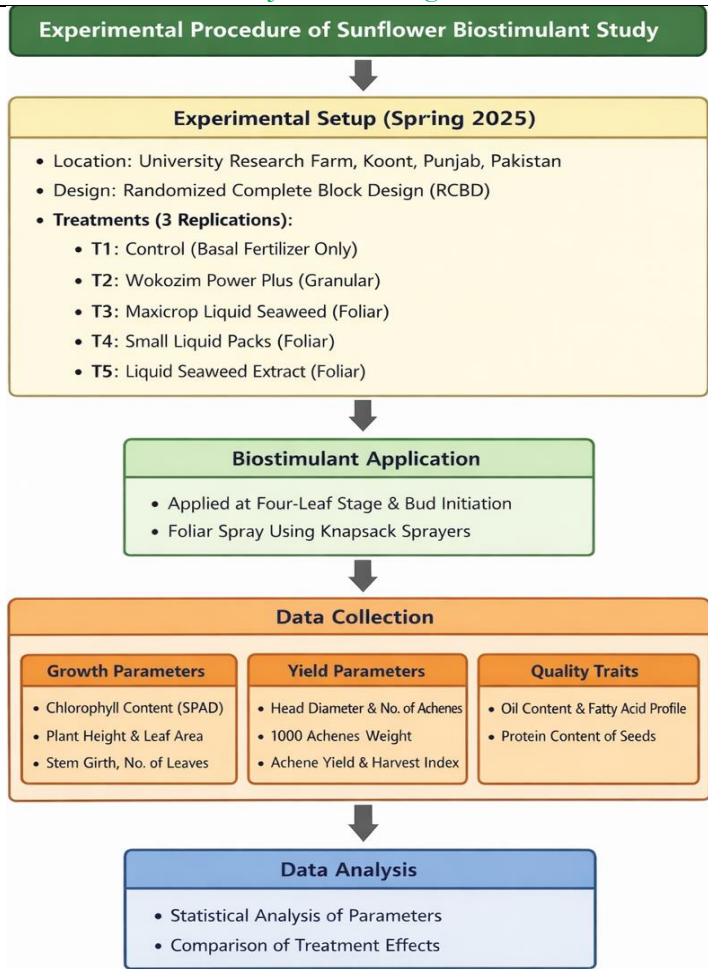 Experimental Procedure of Sunflower Biostimulant Study
Experimental Setup (Spring 2025)
• Location: University Research Farm, Koont, Punjab, Pakistan
• Design: Randomized Complete Block Design (RCBD)
• Treatments (3 Replications):
• T1: Control (Basal Fertilizer Only)
• T2: Wokozim Power Plus (Granular)
• T3: Maxicrop Liquid Seaweed (Foliar)
• T4: Small Liquid Packs (Foliar)
• T5: Liquid Seaweed Extract (Foliar)
Biostimulant Application
• Applied at Four-Leaf Stage & Bud Initiation
• Foliar Spray Using Knapsack Sprayers
Data Collection
Growth Parameters
• Chlorophyll Content (SPAD)
• Plant Height & Leaf Area
• Stem Girth, No. of Leaves
Yield Parameters
• Head Diameter & No. of Achenes
• 1000 Achenes Weight
• Achene Yield & Harvest Index
Quality Traits
• Oil Content & Fatty Acid Profile
• Protein Content of Seeds
Data Analysis
• Statistical Analysis of Parameters
• Comparison of Treatment Effects